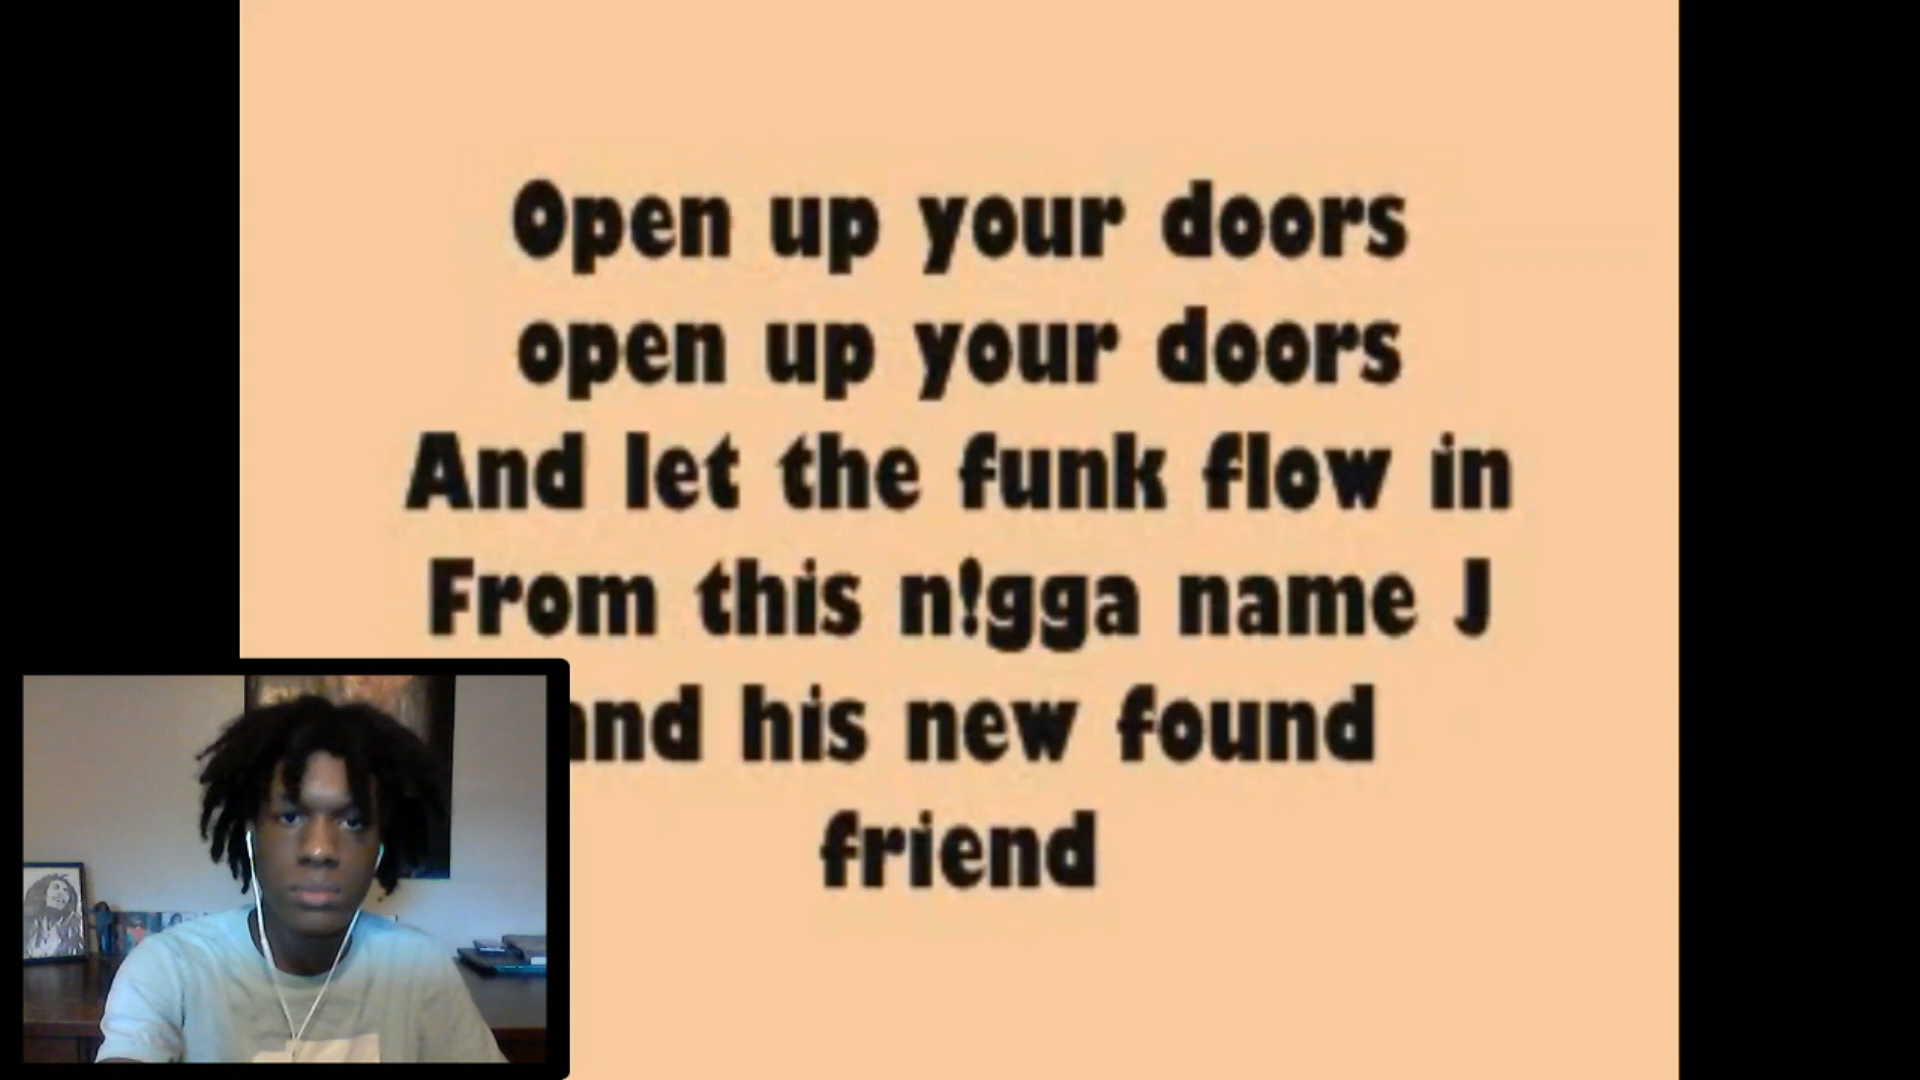 Open up your doors
open up your doors
And let the funk flow in
From this n!gga name J
and his new found
friend